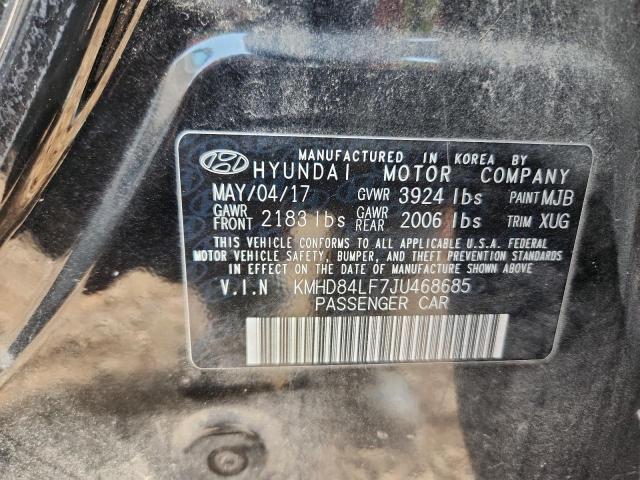 MANUFACTURED IN KOREA BY
HYUNDAI MOTOR COMPANY
MAY/04/17 GVWR 3924 lbs PAINT MJB
GAWR FRONT 2183 lbs GAWR REAR 2006 lbs TRIM XUG
THIS VEHICLE CONFORMS TO ALL APPLICABLE U.S.A. FEDERAL
MOTOR VEHICLE SAFETY, BUMPER, AND THEFT PREVENTION STANDARDS
IN EFFECT ON THE DATE OF MANUFACTURE SHOWN ABOVE.
V.I.N KMHD84LF7JU468685
PASSENGER CAR